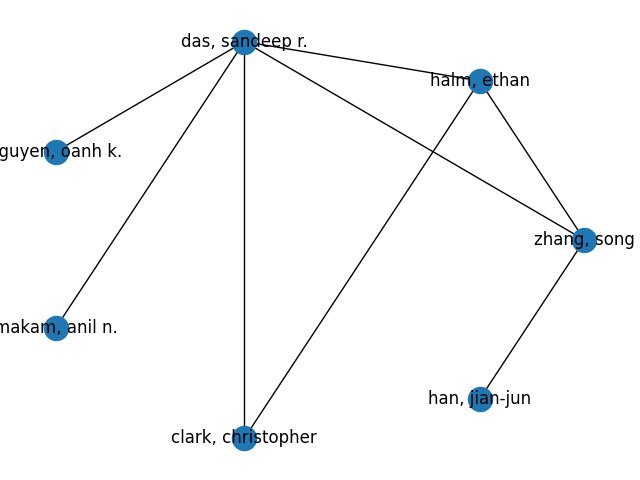 das, sandeep r.
halm, ethan
guyen, oanh k.
zhang, song
makam, anil n.
han, jian-jun
clark, christopher